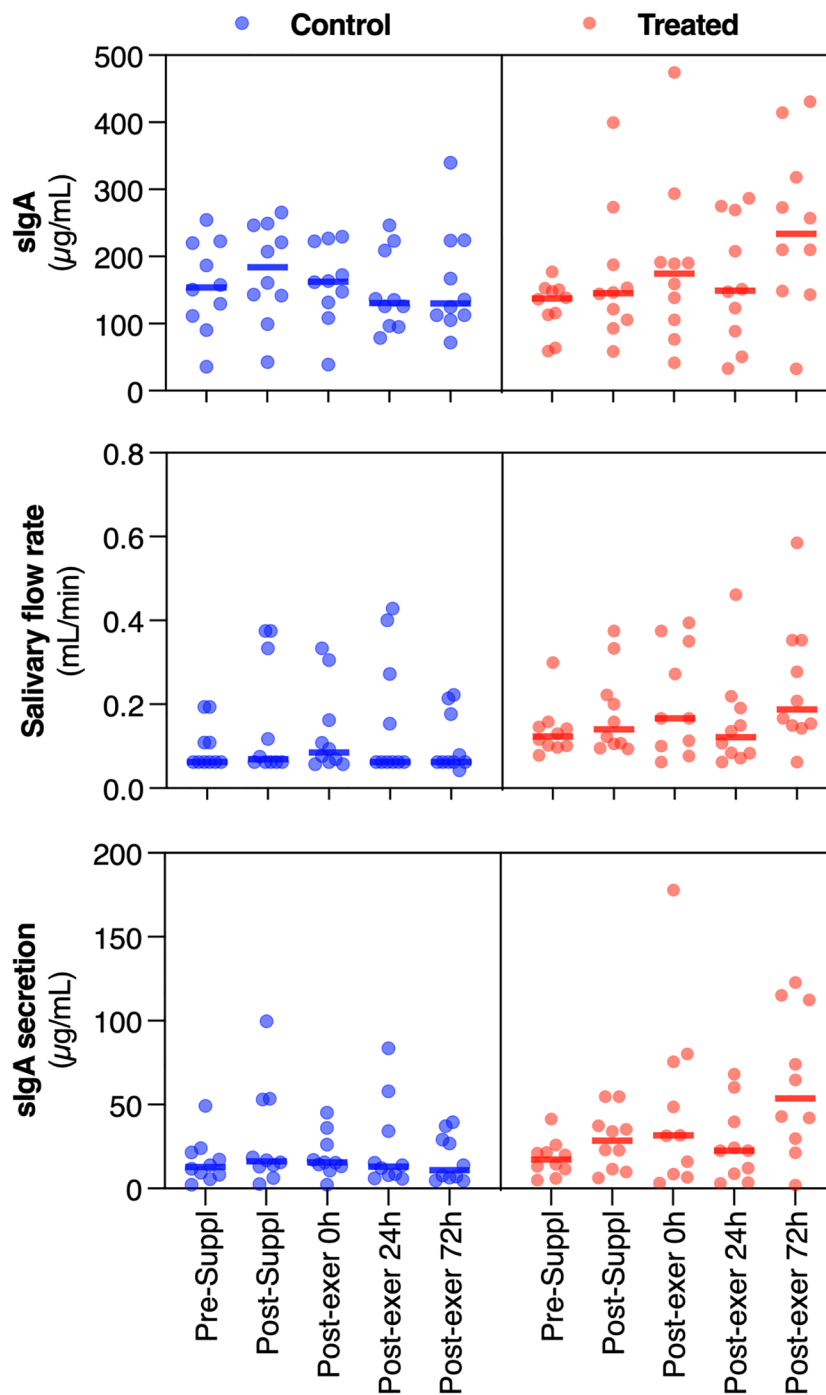 Control
Treated
sIgA
(µg/mL)
500
400
300
200
100
0
Salivary flow rate
(mL/min)
0.8
0.6
0.4
0.2
0.0
sIgA secretion
(µg/mL)
200
150
100
50
0
Pre-Suppl
Post-Suppl
Post-exer 0h
Post-exer 24h
Post-exer 72h
Pre-Suppl
Post-Suppl
Post-exer 0h
Post-exer 24h
Post-exer 72h